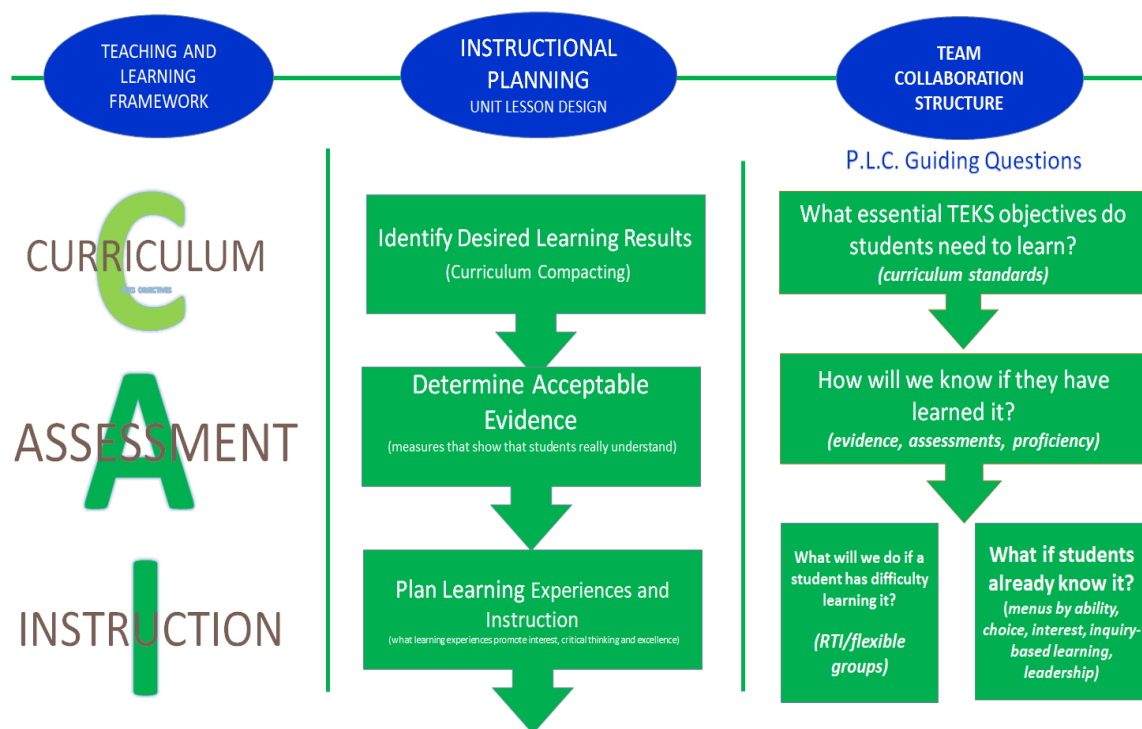 TEACHING AND
LEARNING
FRAMEWORK
INSTRUCTIONAL
PLANNING
UNIT LESSON DESIGN
TEAM
COLLABORATION
STRUCTURE
P.L.C. Guiding Questions
C
CURRICULUM
OBJECTIVES
Identify Desired Learning Results
(Curriculum Compacting)
What essential TEKS objectives do
students need to learn?
(curriculum standards)
A
ASSESSMENT
Determine Acceptable
Evidence
(measures that show that students really understand)
How will we know if they have
learned it?
(evidence, assessments, proficiency)
I
INSTRUCTION
Plan Learning Experiences and
Instruction
(what learning experiences promote interest, critical thinking and excellence)
What will we do if a
student has difficulty
learning it?
(RTI/flexible
groups)
What if students
already know it?
(menus by ability,
choice, interest, inquiry-
based learning,
leadership)